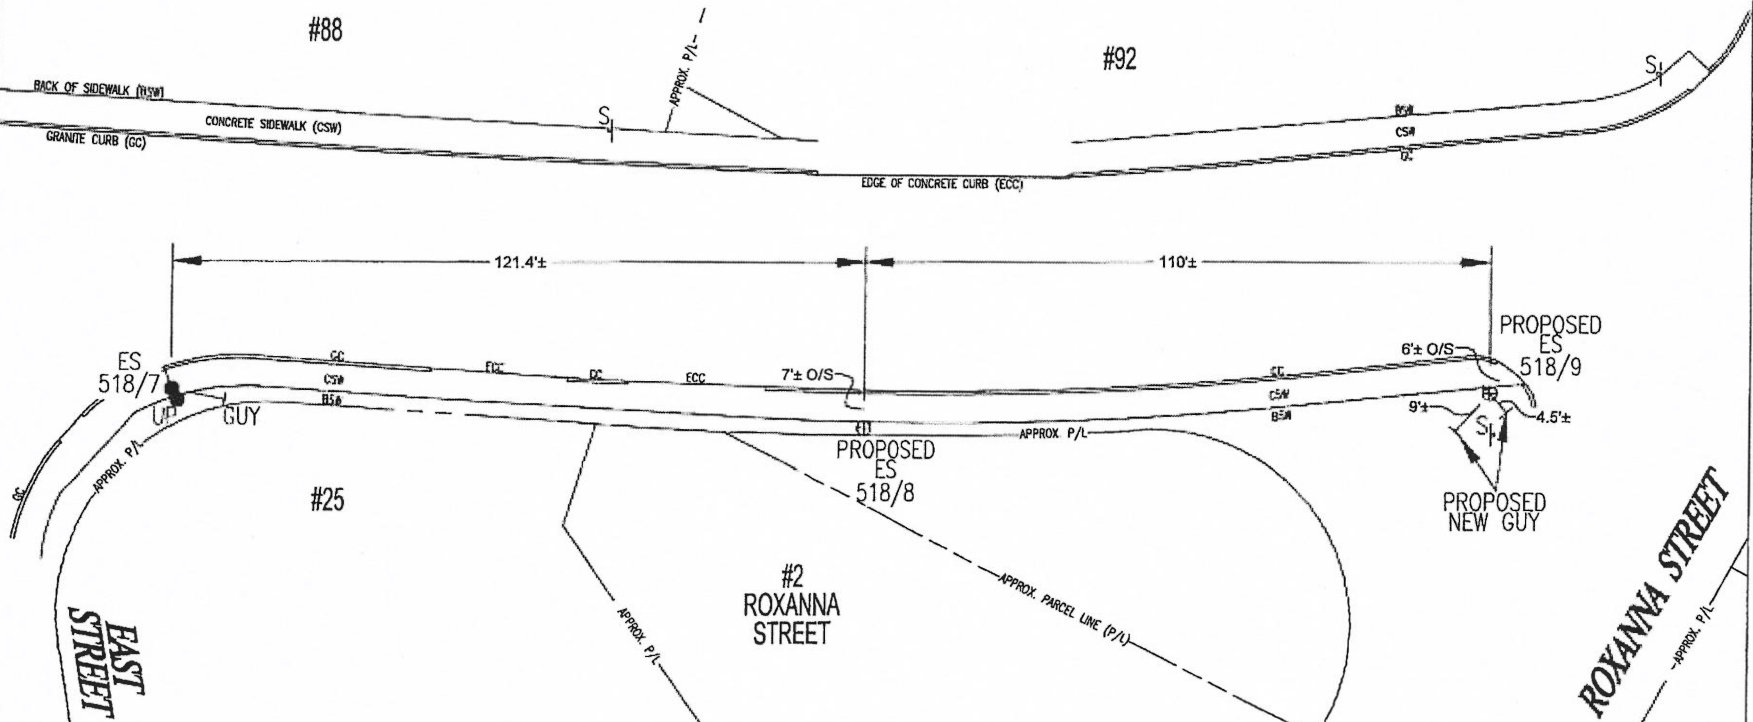 #88
#92
APPROX. P/L
S
BACK OF SIDEWALK (BSW)
CONCRETE SIDEWALK (CSW)
GRANITE CURB (GC)
S
BSW
CSW
GC
EDGE OF CONCRETE CURB (ECC)
121.4'±
110'±
PROPOSED
ES
518/9
6'± O/S
ES
518/7
UP
GUY
GC
CSW
BSW
ECC
GC
ECC
7'± O/S
GC
CSW
BSW
9'±
4.5'±
S
APPROX. P/L
PROPOSED
ES
518/8
PROPOSED
NEW GUY
GC
APPROX. P/L
#25
#2
ROXANNA
STREET
APPROX. P/L
APPROX. PARCEL LINE (P/L)
EAST
STREET
ROXANNA STREET
APPROX. P/L